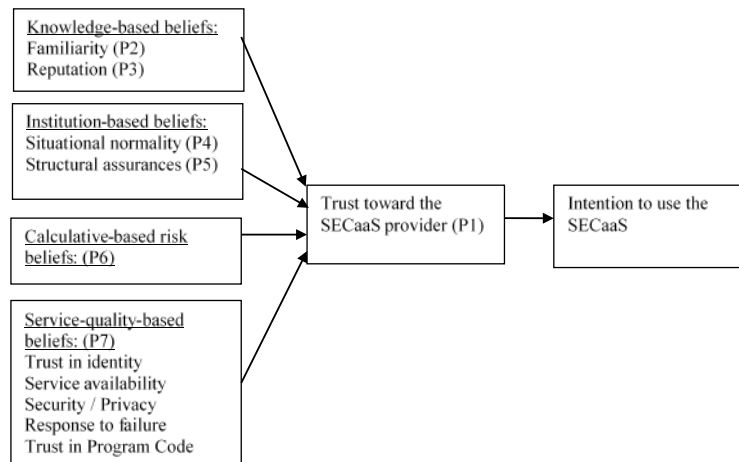 Knowledge-based beliefs:
Familiarity (P2)
Reputation (P3)
Institution-based beliefs:
Situational normality (P4)
Structural assurances (P5)
Calculative-based risk
beliefs: (P6)
Service-quality-based
beliefs: (P7)
Trust in identity
Service availability
Security / Privacy
Response to failure
Trust in Program Code
Trust toward the
SECaaS provider (P1)
Intention to use the
SECaaS